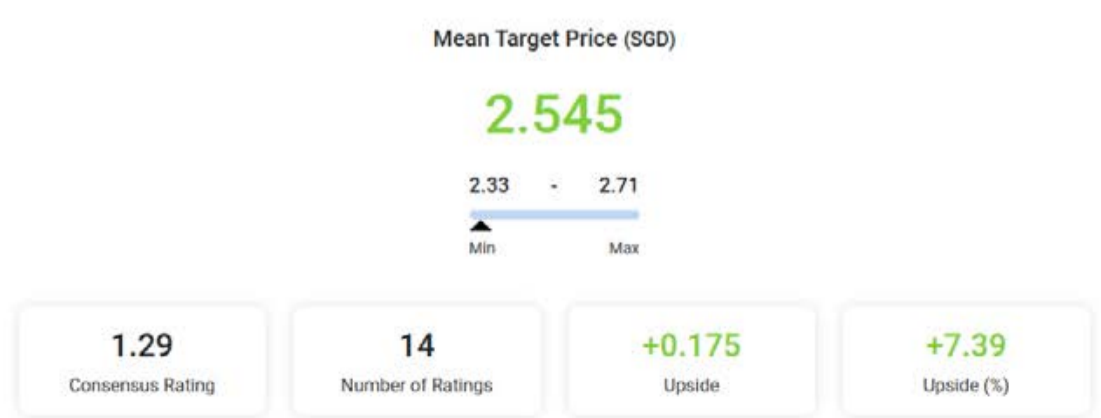 Mean Target Price (SGD)
2.545
2.33 - 2.71
Min Max
1.29 14 +0.175 +7.39
Consensus Rating Number of Ratings Upside Upside (%)